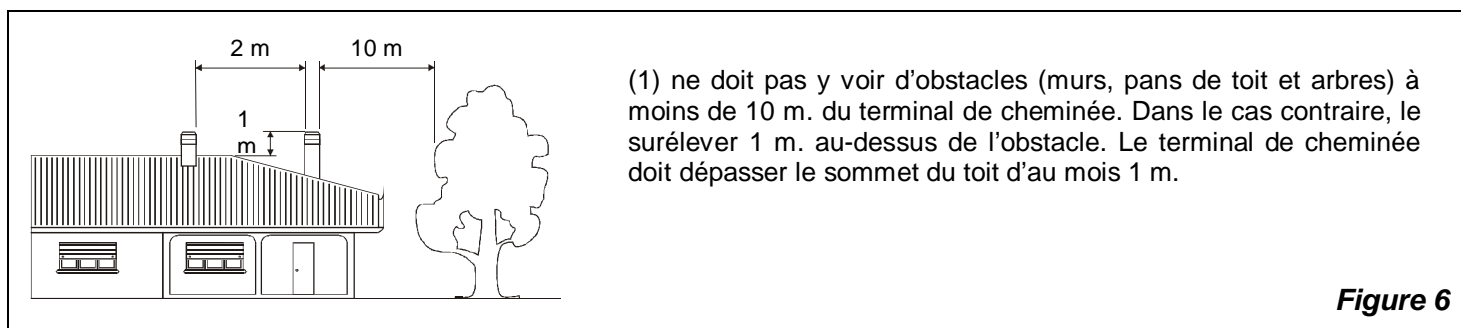 2 m
10 m
1
m
(1) ne doit pas y voir d'obstacles (murs, pans de toit et arbres) à
moins de 10 m. du terminal de cheminée. Dans le cas contraire, le
surélever 1 m. au-dessus de l'obstacle. Le terminal de cheminée
doit dépasser le sommet du toit d'au mois 1 m.
Figure 6